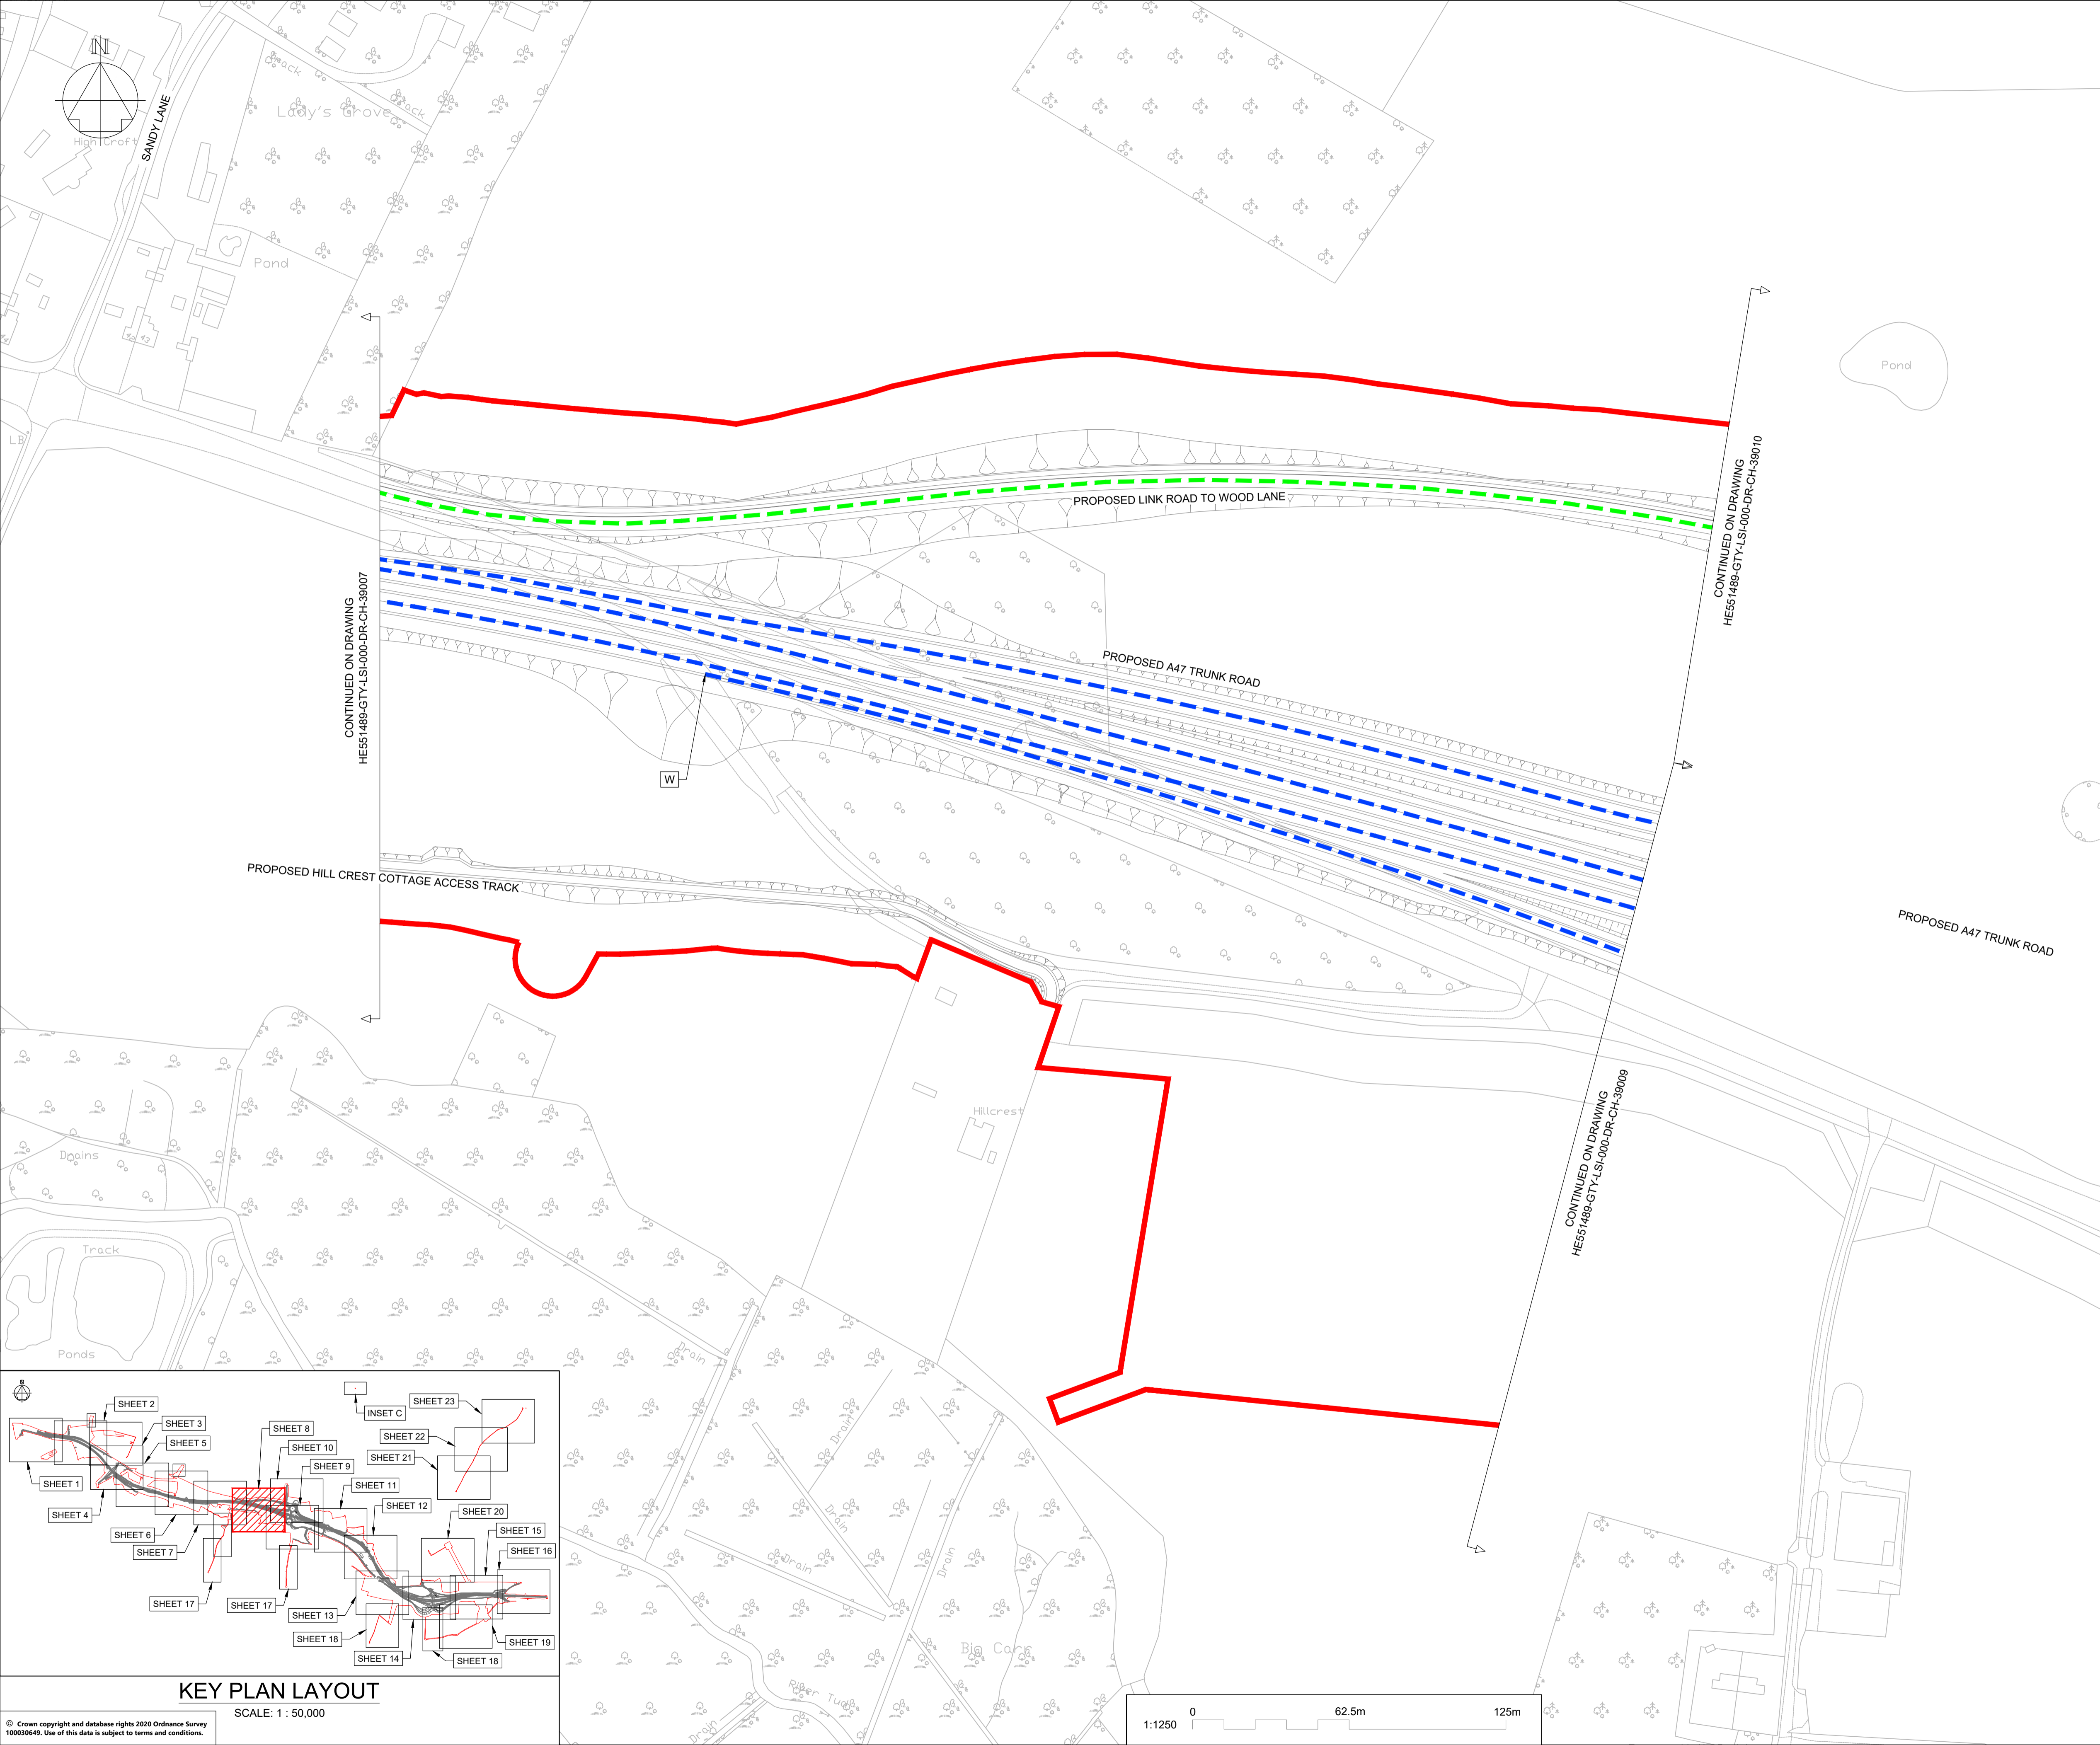 N
SANDY LANE
High Croft
Track
Track
Lady's Grove
Pond
40
43
44
LB
Pond
PROPOSED LINK ROAD TO WOOD LANE
CONTINUED ON DRAWING
HE551489-GTY-LSI-000-DR-CH-39010
A47
CONTINUED ON DRAWING
HE551489-GTY-LSI-000-DR-CH-39007
PROPOSED A47 TRUNK ROAD
W
PROPOSED HILL CREST COTTAGE ACCESS TRACK
PROPOSED A47 TRUNK ROAD
CONTINUED ON DRAWING
HE551489-GTY-LSI-000-DR-CH-39009
Hillcrest
Drains
Track
Ponds
Drain
Drain
Drain
Drain
Drain
Big Carr
River Tud
Drain
N
SHEET 1
SHEET 2
SHEET 3
SHEET 5
SHEET 4
SHEET 6
SHEET 7
SHEET 8
SHEET 10
SHEET 9
SHEET 11
SHEET 12
SHEET 20
SHEET 15
SHEET 16
SHEET 17
SHEET 17
SHEET 13
SHEET 18
SHEET 14
SHEET 18
SHEET 19
INSET C
SHEET 23
SHEET 22
SHEET 21
KEY PLAN LAYOUT
SCALE: 1 : 50,000
© Crown copyright and database rights 2020 Ordnance Survey
100030649. Use of this data is subject to terms and conditions.
1:1250
0
62.5m
125m